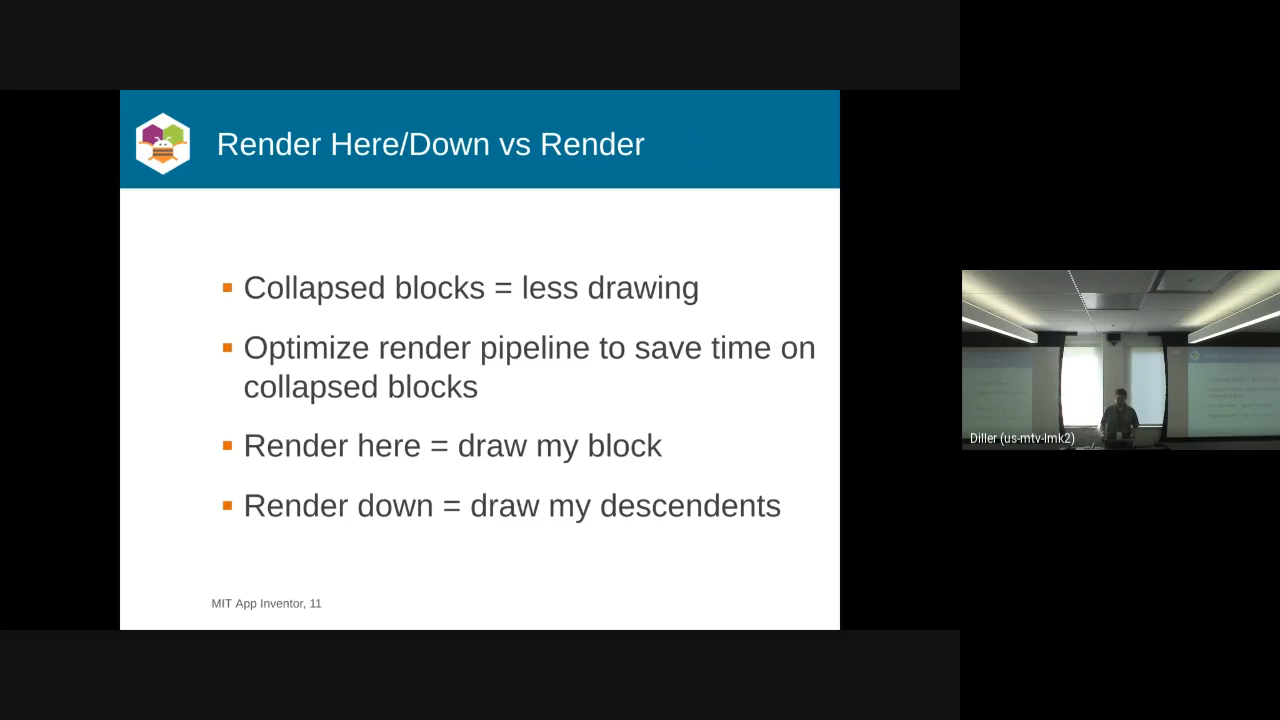 Render Here/Down vs Render
▪ Collapsed blocks = less drawing
▪ Optimize render pipeline to save time on
collapsed blocks
▪ Render here = draw my block
▪ Render down = draw my descendents
MIT App Inventor, 11
Diller (us-mtv-lmk2)